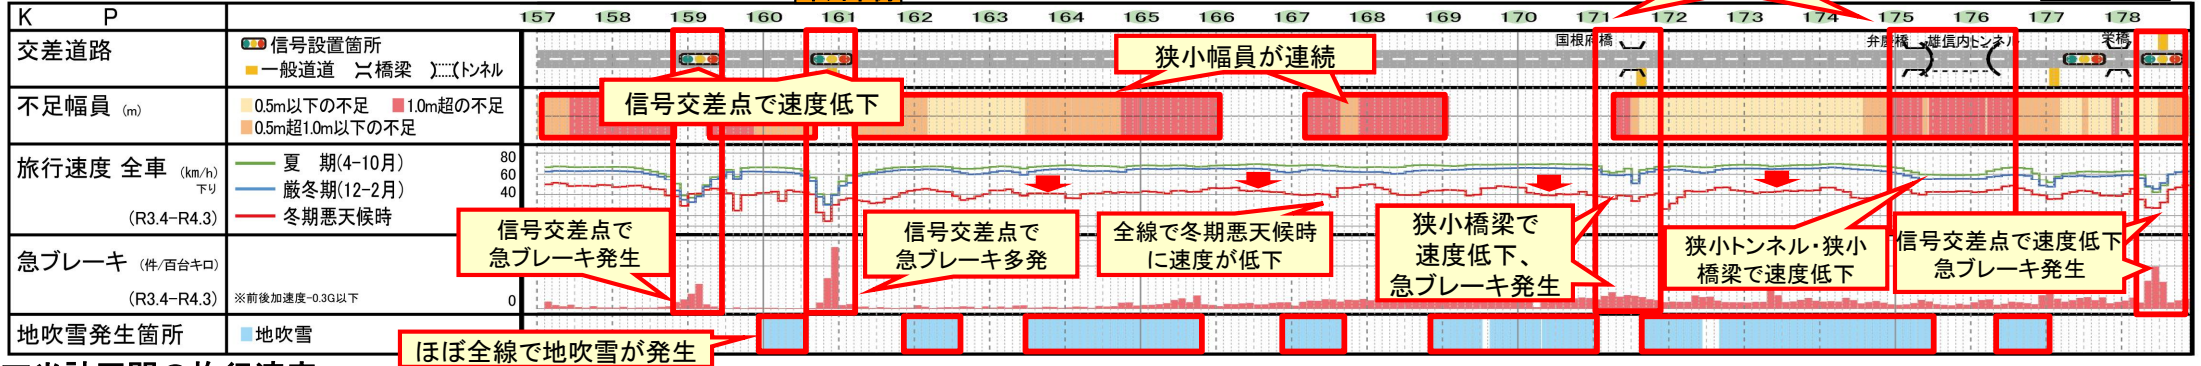 K P
157 158 159 160 161 162 163 164 165 166 167 168 169 170 171 172 173 174 175 176 177 178
交差道路
信号設置箇所
一般道道 橋梁 トンネル
国根府橋
弁慶橋 雄信内トンネル
栄橋
狭小幅員が連続
信号交差点で速度低下
不足幅員 (m)
0.5m以下の不足 1.0m超の不足
0.5m超1.0m以下の不足
旅行速度 全車 (km/h)
下り
(R3.4-R4.3)
夏 期(4-10月)
厳冬期(12-2月)
冬期悪天候時
80
60
40
信号交差点で
急ブレーキ発生
信号交差点で
急ブレーキ多発
全線で冬期悪天候時
に速度が低下
狭小橋梁で
速度低下、
急ブレーキ発生
狭小トンネル・狭小
橋梁で速度低下
信号交差点で速度低下
急ブレーキ発生
急ブレーキ (件/百台キロ)
(R3.4-R4.3)
※前後加速度-0.3G以下
0
地吹雪発生箇所
地吹雪
ほぼ全線で地吹雪が発生